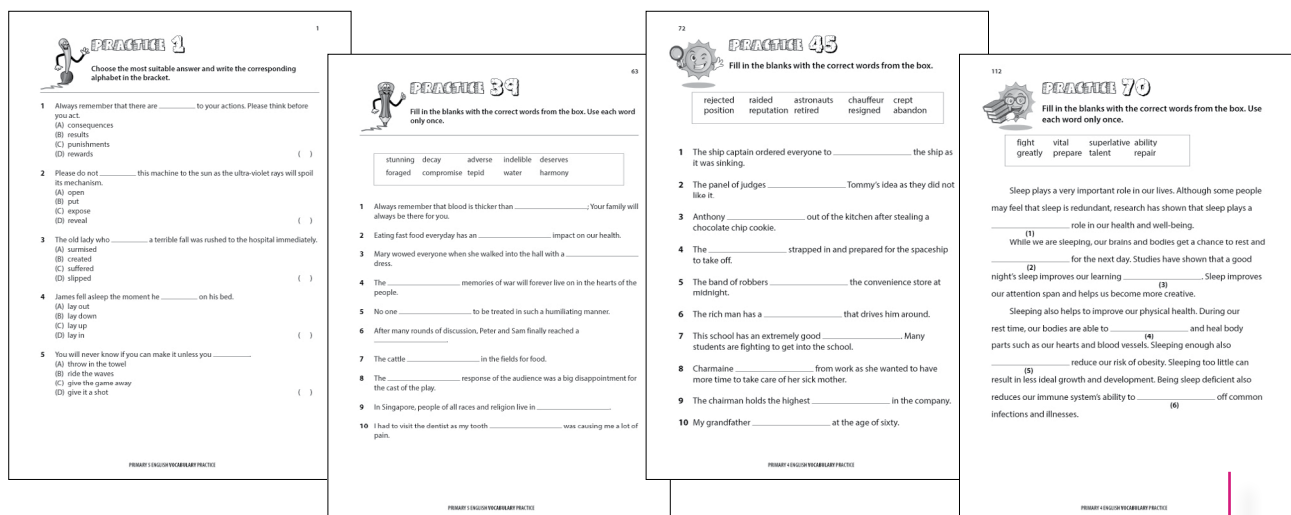 1
PRACTICE 1
Choose the most suitable answer and write the corresponding
alphabet in the bracket.
1 Always remember that there are __________ to your actions. Please think before
you act.
(A) consequences
(B) results
(C) punishments
(D) rewards ( )
2 Please do not __________ this machine to the sun as the ultra-violet rays will spoil
its mechanism.
(A) open
(B) put
(C) expose
(D) reveal ( )
3 The old lady who __________ a terrible fall was rushed to the hospital immediately.
(A) surmised
(B) created
(C) suffered
(D) slipped ( )
4 James fell asleep the moment he __________ on his bed.
(A) lay out
(B) lay down
(C) lay up
(D) lay in ( )
5 You will never know if you can make it unless you __________.
(A) throw in the towel
(B) ride the waves
(C) give the game away
(D) give it a shot ( )
PRIMARY 5 ENGLISH VOCABULARY PRACTICE
63
PRACTICE 39
Fill in the blanks with the correct words from the box. Use each word
only once.
stunning decay adverse indelible deserves
foraged compromise tepid water harmony
1 Always remember that blood is thicker than __________; Your family will
always be there for you.
2 Eating fast food everyday has an __________ impact on our health.
3 Mary wowed everyone when she walked into the hall with a __________
dress.
4 The __________ memories of war will forever live on in the hearts of the
people.
5 No one __________ to be treated in such a humiliating manner.
6 After many rounds of discussion, Peter and Sam finally reached a
__________.
7 The cattle __________ in the fields for food.
8 The __________ response of the audience was a big disappointment for
the cast of the play.
9 In Singapore, people of all races and religion live in __________.
10 I had to visit the dentist as my tooth __________ was causing me a lot of
pain.
PRIMARY 5 ENGLISH VOCABULARY PRACTICE
72
PRACTICE 45
Fill in the blanks with the correct words from the box.
rejected raided astronauts chauffeur crept
position reputation retired resigned abandon
1 The ship captain ordered everyone to __________ the ship as
it was sinking.
2 The panel of judges __________ Tommy's idea as they did not
like it.
3 Anthony __________ out of the kitchen after stealing a
chocolate chip cookie.
4 The __________ strapped in and prepared for the spaceship
to take off.
5 The band of robbers __________ the convenience store at
midnight.
6 The rich man has a __________ that drives him around.
7 This school has an extremely good __________. Many
students are fighting to get into the school.
8 Charmaine __________ from work as she wanted to have
more time to take care of her sick mother.
9 The chairman holds the highest __________ in the company.
10 My grandfather __________ at the age of sixty.
PRIMARY 4 ENGLISH VOCABULARY PRACTICE
112
PRACTICE 70
Fill in the blanks with the correct words from the box. Use
each word only once.
fight vital superlative ability
greatly prepare talent repair
Sleep plays a very important role in our lives. Although some people
may feel that sleep is redundant, research has shown that sleep plays a
__________ role in our health and well-being.
(1)
While we are sleeping, our brains and bodies get a chance to rest and
__________ for the next day. Studies have shown that a good
(2)
night's sleep improves our learning __________. Sleep improves
(3)
our attention span and helps us become more creative.
Sleeping also helps to improve our physical health. During our
rest time, our bodies are able to __________ and heal body
(4)
parts such as our hearts and blood vessels. Sleeping enough also
__________ reduce our risk of obesity. Sleeping too little can
(5)
result in less ideal growth and development. Being sleep deficient also
reduces our immune system's ability to __________ off common
(6)
infections and illnesses.
PRIMARY 4 ENGLISH VOCABULARY PRACTICE